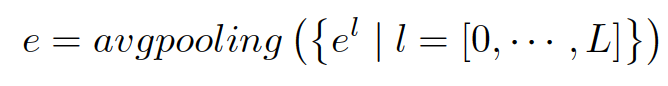 e = avgpooling ({e^l | l = [0, ⋯ , L]})